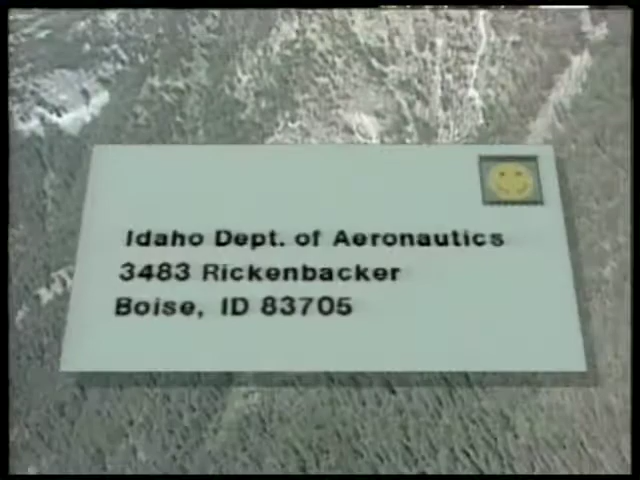 Idaho Dept. of Aeronautics
3483 Rickenbacker
Boise, ID 83705